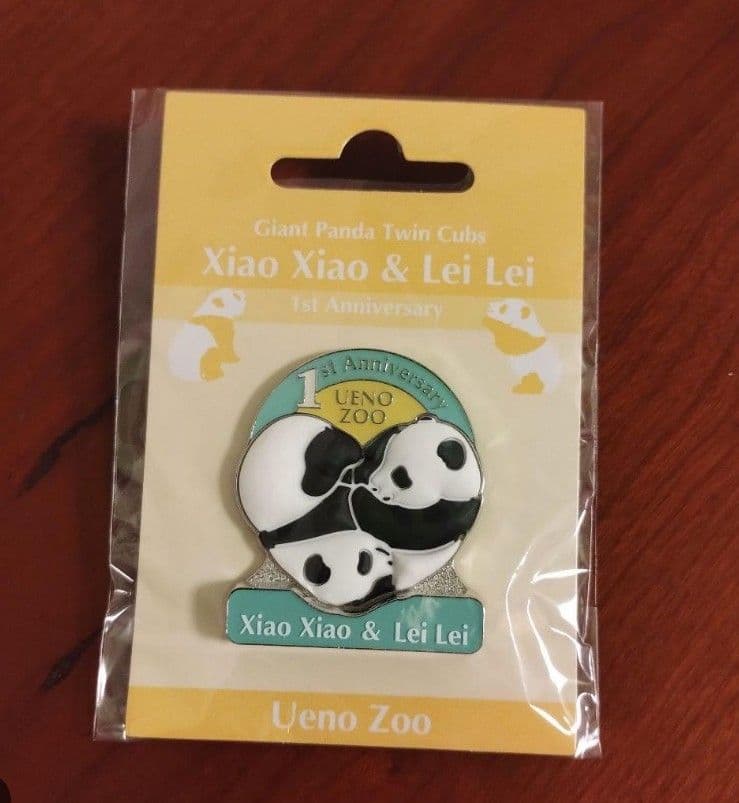 Giant Panda Twin Cubs
Xiao Xiao & Lei Lei
1st Anniversary
1st Anniversary
UENO
ZOO
Xiao Xiao & Lei Lei
Ueno Zoo